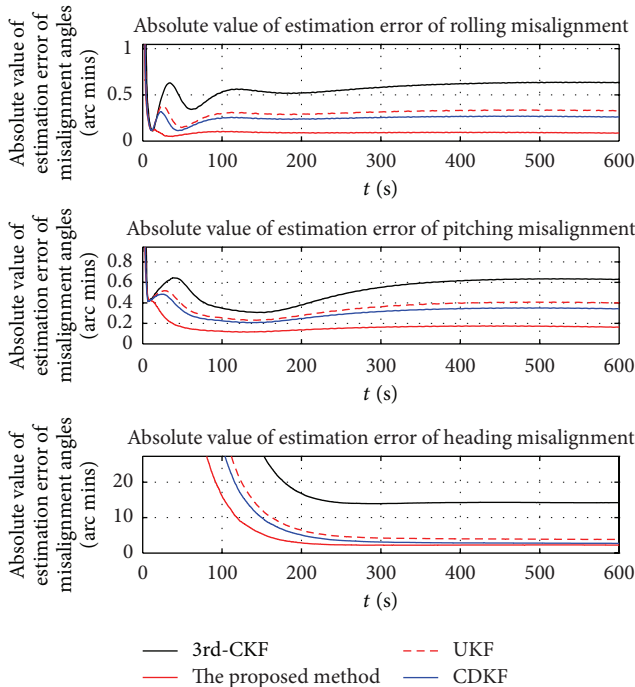 Absolute value of estimation error of rolling misalignment
Absolute value of
estimation error of
misalignment angles
(arc mins)
1
0.5
0
0 100 200 300 400 500 600
t (s)
Absolute value of estimation error of pitching misalignment
Absolute value of
estimation error of
misalignment angles
(arc mins)
0.8
0.6
0.4
0.2
0
0 100 200 300 400 500 600
t (s)
Absolute value of estimation error of heading misalignment
Absolute value of
estimation error of
misalignment angles
(arc mins)
20
10
0
0 100 200 300 400 500 600
t (s)
3rd-CKF
UKF
The proposed method
CDKF